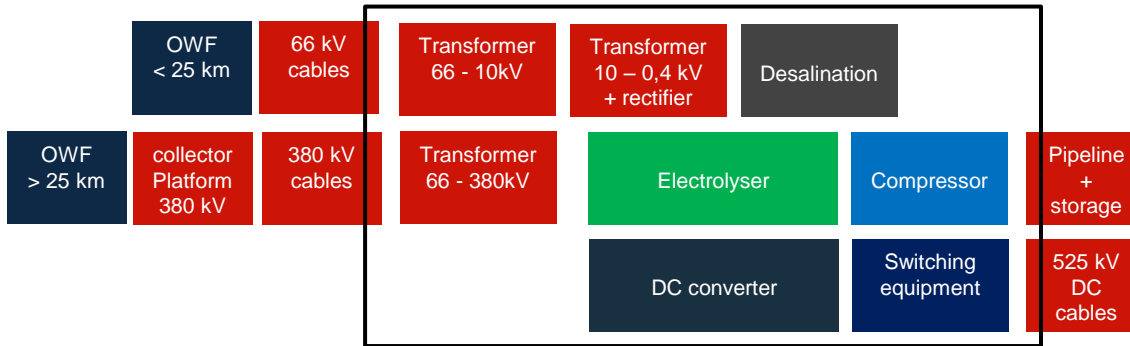 OWF
< 25 km
66 kV
cables
Transformer
66 - 10kV
Transformer
10 – 0,4 kV
+ rectifier
Desalination
OWF
> 25 km
collector
Platform
380 kV
380 kV
cables
Transformer
66 - 380kV
Electrolyser
Compressor
Pipeline
+
storage
DC converter
Switching
equipment
525 kV
DC
cables